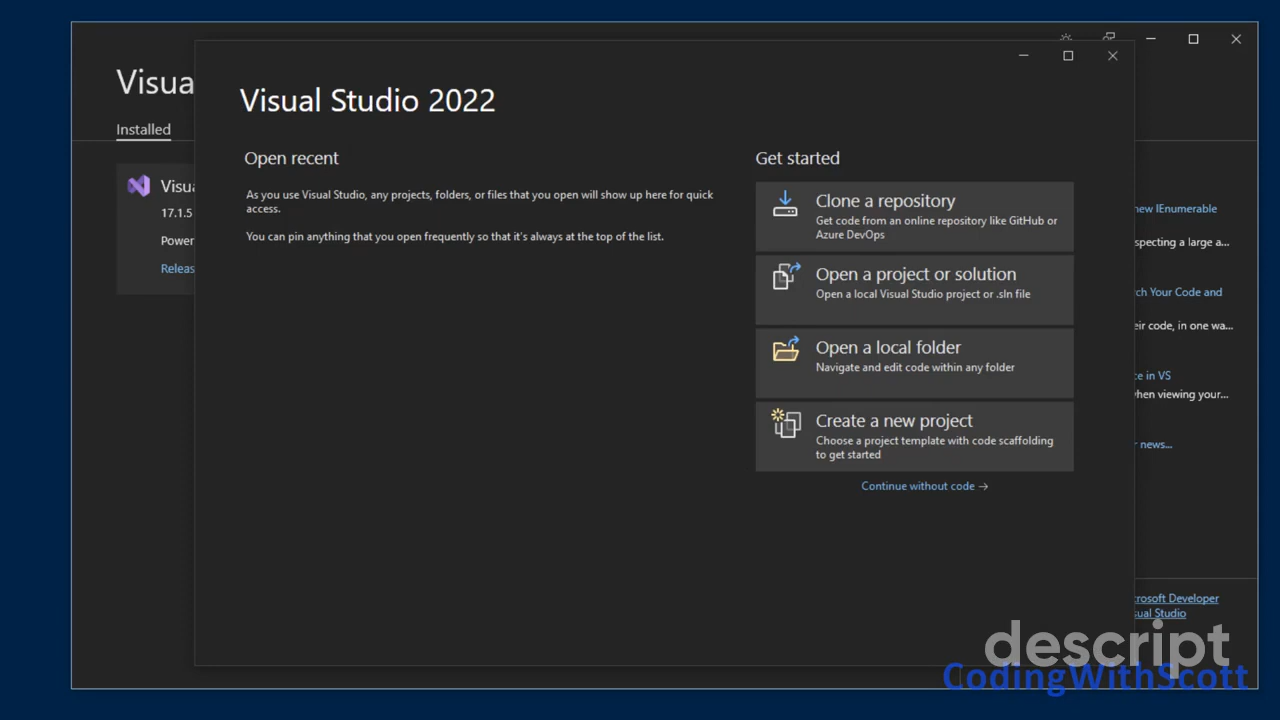 Visua
Installed
Visua
17.1.5
Power
Releas
Visual Studio 2022
Open recent
As you use Visual Studio, any projects, folders, or files that you open will show up here for quick
access.
You can pin anything that you open frequently so that it's always at the top of the list.
Get started
Clone a repository
Get code from an online repository like GitHub or
Azure DevOps
Open a project or solution
Open a local Visual Studio project or .sln file
Open a local folder
Navigate and edit code within any folder
Create a new project
Choose a project template with code scaffolding
to get started
Continue without code →
new IEnumerable
specting a large a...
rch Your Code and
eir code, in one wa...
ce in VS
when viewing your...
r news...
crosoft Developer
sual Studio
descript
CodingWithScott